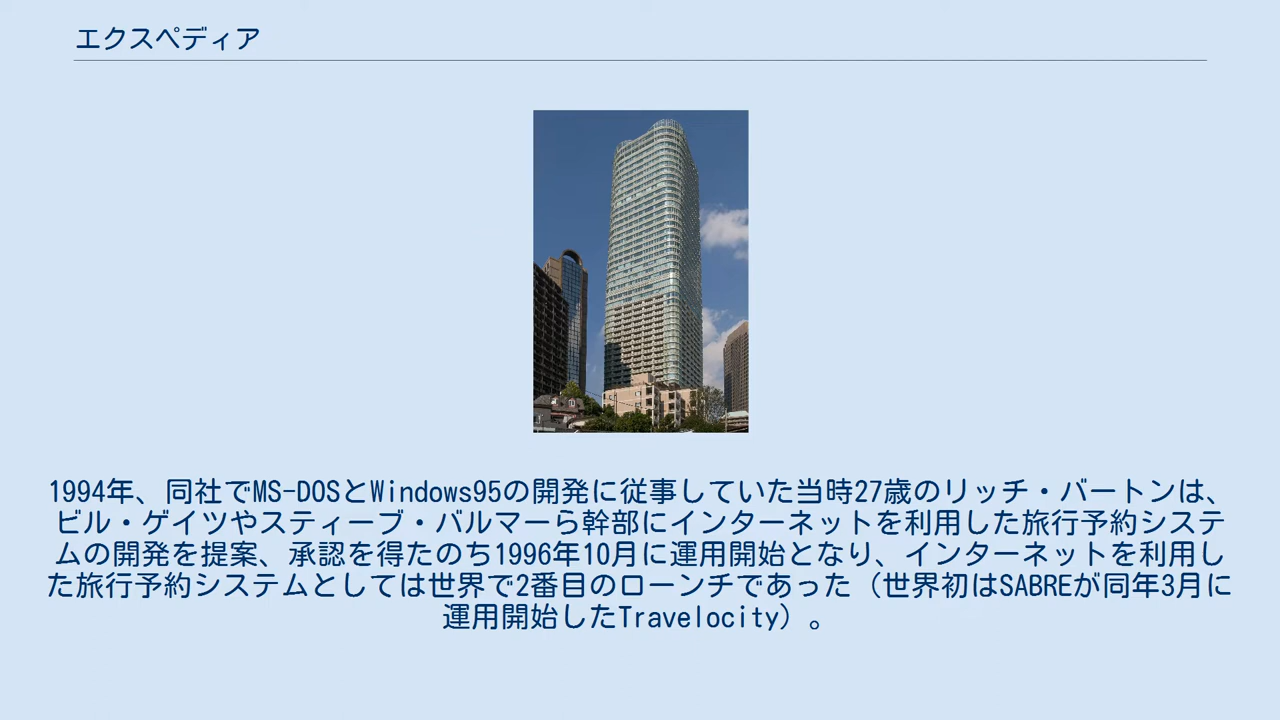 エクスペディア
1994年、同社でMS-DOSとWindows95の開発に従事していた当時27歳のリッチ・バートンは、
ビル・ゲイツやスティーブ・バルマーら幹部にインターネットを利用した旅行予約システ
ムの開発を提案、承認を得たのち1996年10月に運用開始となり、インターネットを利用し
た旅行予約システムとしては世界で2番目のローンチであった（世界初はSABREが同年3月に
運用開始したTravelocity）。